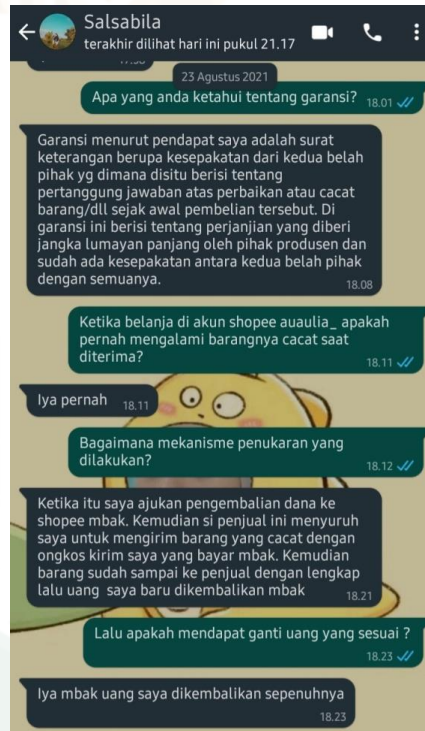 Salsabila
terakhir dilihat hari ini pukul 21.17
23 Agustus 2021
Apa yang anda ketahui tentang garansi? 18.01
Garansi menurut pendapat saya adalah surat
keterangan berupa kesepakatan dari kedua belah
pihak yg dimana disitu berisi tentang
pertanggung jawaban atas perbaikan atau cacat
barang/dll sejak awal pembelian tersebut. Di
garansi ini berisi tentang perjanjian yang diberi
jangka lumayan panjang oleh pihak produsen dan
sudah ada kesepakatan antara kedua belah pihak
dengan semuanya.
18.08
Ketika belanja di akun shopee auaulia_ apakah
pernah mengalami barangnya cacat saat
diterima?
18.11
Iya pernah 18.11
Bagaimana mekanisme penukaran yang
dilakukan?
18.12
Ketika itu saya ajukan pengembalian dana ke
shopee mbak. Kemudian si penjual ini menyuruh
saya untuk mengirim barang yang cacat dengan
ongkos kirim saya yang bayar mbak. Kemudian
barang sudah sampai ke penjual dengan lengkap
lalu uang saya baru dikembalikan mbak
18.21
Lalu apakah mendapat ganti uang yang sesuai ?
18.23
Iya mbak uang saya dikembalikan sepenuhnya
18.23